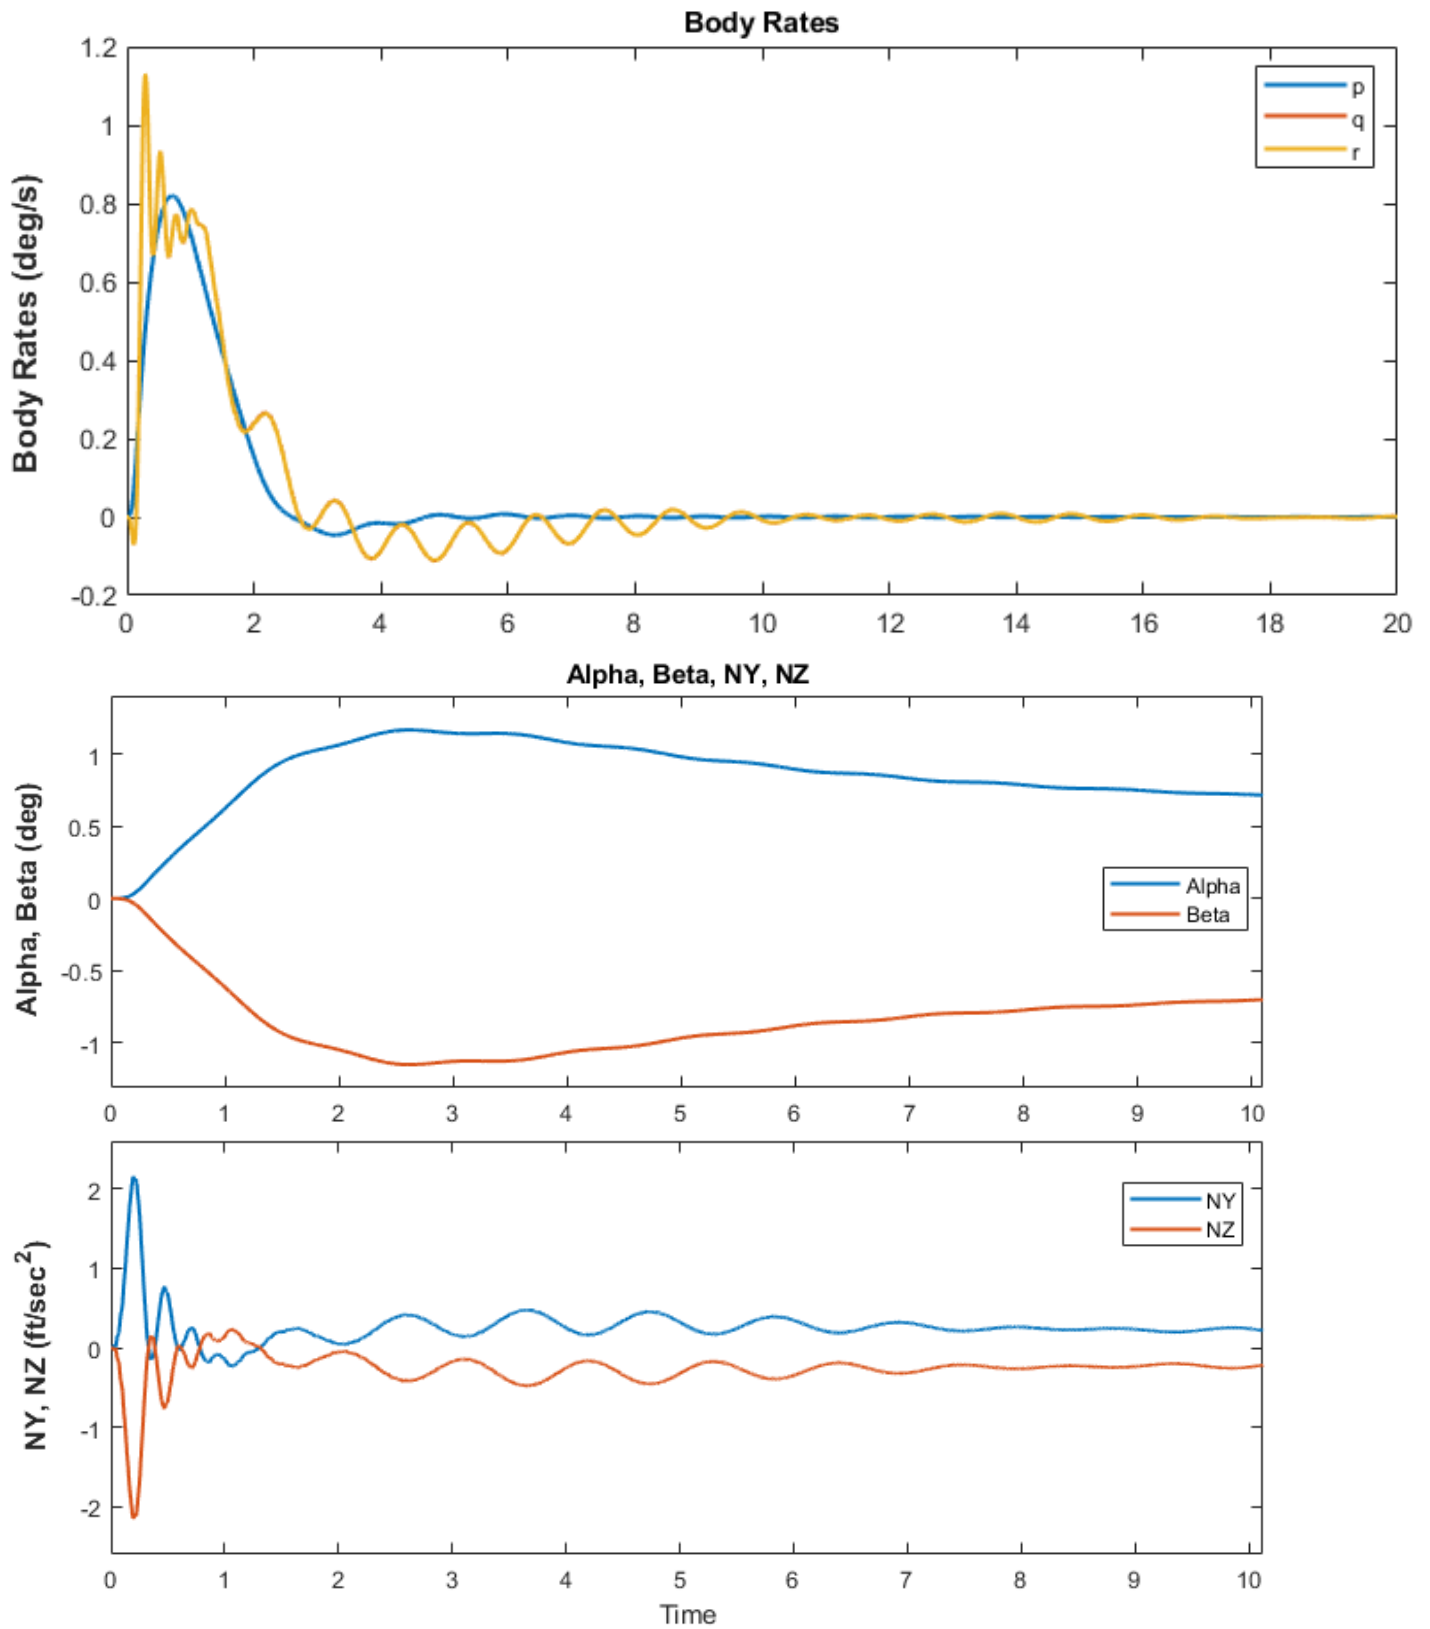 Body Rates
1.2
1
0.8
0.6
0.4
0.2
0
-0.2
Body Rates (deg/s)
p
q
r
0 2 4 6 8 10 12 14 16 18 20
Alpha, Beta, NY, NZ
1
0.5
0
-0.5
-1
Alpha, Beta (deg)
Alpha
Beta
0 1 2 3 4 5 6 7 8 9 10
2
1
0
-1
-2
NY, NZ (ft/sec²)
NY
NZ
0 1 2 3 4 5 6 7 8 9 10
Time